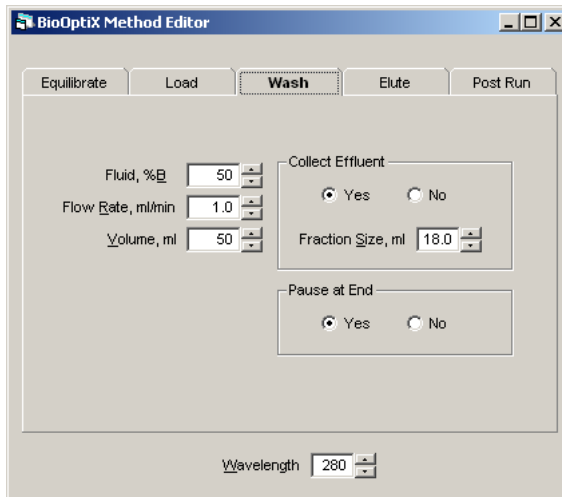 BioOptiX Method Editor
Equilibrate Load Wash Elute Post Run
Fluid, %B 50
Flow Rate, ml/min 1.0
Volume, ml 50
Collect Effluent
Yes No
Fraction Size, ml 18.0
Pause at End
Yes No
Wavelength 280